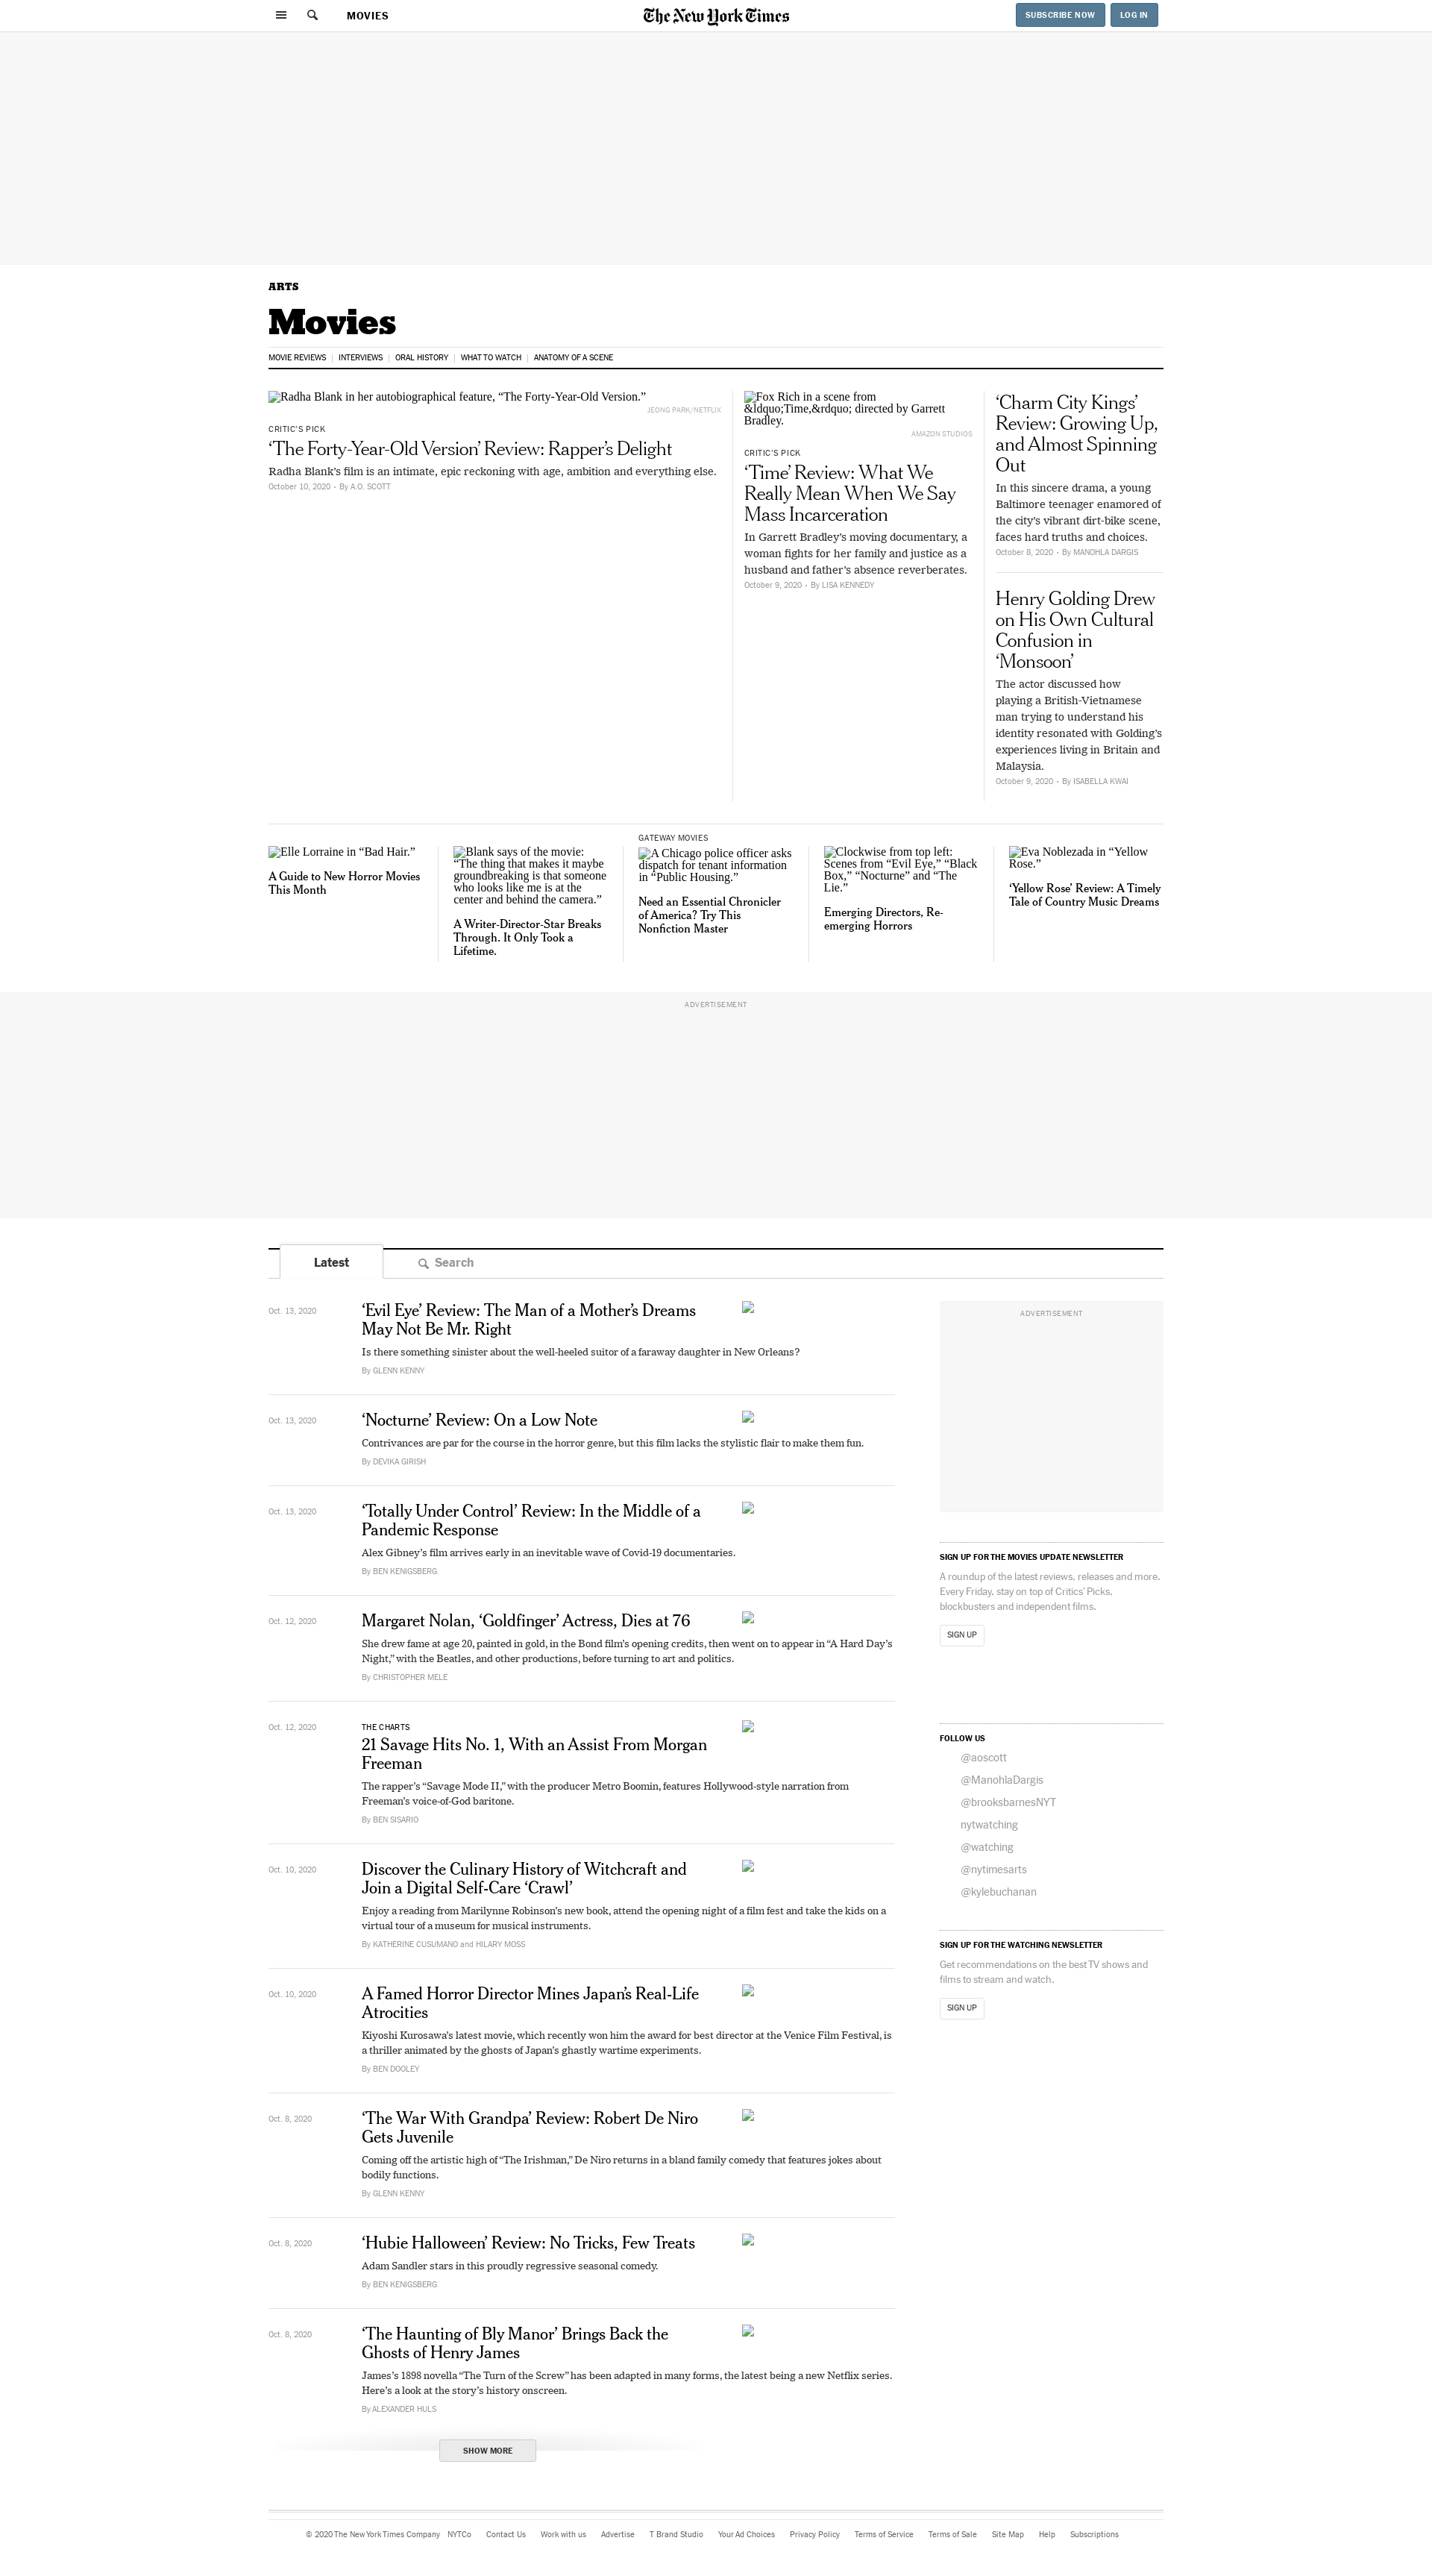 MOVIES
The New York Times
SUBSCRIBE NOW
LOG IN
ARTS
Movies
MOVIE REVIEWS
INTERVIEWS
ORAL HISTORY
WHAT TO WATCH
ANATOMY OF A SCENE
Radha Blank in her autobiographical feature, “The Forty-Year-Old Version.”
JEONG PARK/NETFLIX
CRITIC’S PICK
‘The Forty-Year-Old Version’ Review: Rapper’s Delight
Radha Blank’s film is an intimate, epic reckoning with age, ambition and everything else.
October 10, 2020 • By A.O. SCOTT
Fox Rich in a scene from
&ldquo;Time,&rdquo; directed by Garrett
Bradley.
AMAZON STUDIOS
CRITIC’S PICK
‘Time’ Review: What We
Really Mean When We Say
Mass Incarceration
In Garrett Bradley’s moving documentary, a
woman fights for her family and justice as a
husband and father’s absence reverberates.
October 9, 2020 • By LISA KENNEDY
‘Charm City Kings’
Review: Growing Up,
and Almost Spinning
Out
In this sincere drama, a young
Baltimore teenager enamored of
the city’s vibrant dirt-bike scene,
faces hard truths and choices.
October 8, 2020 • By MANOHLA DARGIS
Henry Golding Drew
on His Own Cultural
Confusion in
‘Monsoon’
The actor discussed how
playing a British-Vietnamese
man trying to understand his
identity resonated with Golding’s
experiences living in Britain and
Malaysia.
October 9, 2020 • By ISABELLA KWAI
Elle Lorraine in “Bad Hair.”
A Guide to New Horror Movies
This Month
Blank says of the movie:
“The thing that makes it maybe
groundbreaking is that someone
who looks like me is at the
center and behind the camera.”
A Writer-Director-Star Breaks
Through. It Only Took a
Lifetime.
GATEWAY MOVIES
A Chicago police officer asks
dispatch for tenant information
in “Public Housing.”
Need an Essential Chronicler
of America? Try This
Nonfiction Master
Clockwise from top left:
Scenes from “Evil Eye,” “Black
Box,” “Nocturne” and “The
Lie.”
Emerging Directors, Re-
emerging Horrors
Eva Noblezada in “Yellow
Rose.”
‘Yellow Rose’ Review: A Timely
Tale of Country Music Dreams
ADVERTISEMENT
Latest
Search
Oct. 13, 2020
‘Evil Eye’ Review: The Man of a Mother’s Dreams
May Not Be Mr. Right
Is there something sinister about the well-heeled suitor of a faraway daughter in New Orleans?
By GLENN KENNY
Oct. 13, 2020
‘Nocturne’ Review: On a Low Note
Contrivances are par for the course in the horror genre, but this film lacks the stylistic flair to make them fun.
By DEVIKA GIRISH
Oct. 13, 2020
‘Totally Under Control’ Review: In the Middle of a
Pandemic Response
Alex Gibney’s film arrives early in an inevitable wave of Covid-19 documentaries.
By BEN KENIGSBERG
Oct. 12, 2020
Margaret Nolan, ‘Goldfinger’ Actress, Dies at 76
She drew fame at age 20, painted in gold, in the Bond film’s opening credits, then went on to appear in “A Hard Day’s
Night,” with the Beatles, and other productions, before turning to art and politics.
By CHRISTOPHER MELE
Oct. 12, 2020
THE CHARTS
21 Savage Hits No. 1, With an Assist From Morgan
Freeman
The rapper’s “Savage Mode II,” with the producer Metro Boomin, features Hollywood-style narration from
Freeman’s voice-of-God baritone.
By BEN SISARIO
Oct. 10, 2020
Discover the Culinary History of Witchcraft and
Join a Digital Self-Care ‘Crawl’
Enjoy a reading from Marilynne Robinson’s new book, attend the opening night of a film fest and take the kids on a
virtual tour of a museum for musical instruments.
By KATHERINE CUSUMANO and HILARY MOSS
Oct. 10, 2020
A Famed Horror Director Mines Japan’s Real-Life
Atrocities
Kiyoshi Kurosawa’s latest movie, which recently won him the award for best director at the Venice Film Festival, is
a thriller animated by the ghosts of Japan’s ghastly wartime experiments.
By BEN DOOLEY
Oct. 8, 2020
‘The War With Grandpa’ Review: Robert De Niro
Gets Juvenile
Coming off the artistic high of “The Irishman,” De Niro returns in a bland family comedy that features jokes about
bodily functions.
By GLENN KENNY
Oct. 8, 2020
‘Hubie Halloween’ Review: No Tricks, Few Treats
Adam Sandler stars in this proudly regressive seasonal comedy.
By BEN KENIGSBERG
Oct. 8, 2020
‘The Haunting of Bly Manor’ Brings Back the
Ghosts of Henry James
James’s 1898 novella “The Turn of the Screw” has been adapted in many forms, the latest being a new Netflix series.
Here’s a look at the story’s history onscreen.
By ALEXANDER HULS
SHOW MORE
ADVERTISEMENT
SIGN UP FOR THE MOVIES UPDATE NEWSLETTER
A roundup of the latest reviews, releases and more.
Every Friday, stay on top of Critics’ Picks,
blockbusters and independent films.
SIGN UP
FOLLOW US
@aoscott
@ManohlaDargis
@brooksbarnesNYT
nytwatching
@watching
@nytimesarts
@kylebuchanan
SIGN UP FOR THE WATCHING NEWSLETTER
Get recommendations on the best TV shows and
films to stream and watch.
SIGN UP
© 2020 The New York Times Company NYTCo Contact Us Work with us Advertise T Brand Studio Your Ad Choices Privacy Policy Terms of Service Terms of Sale Site Map Help Subscriptions